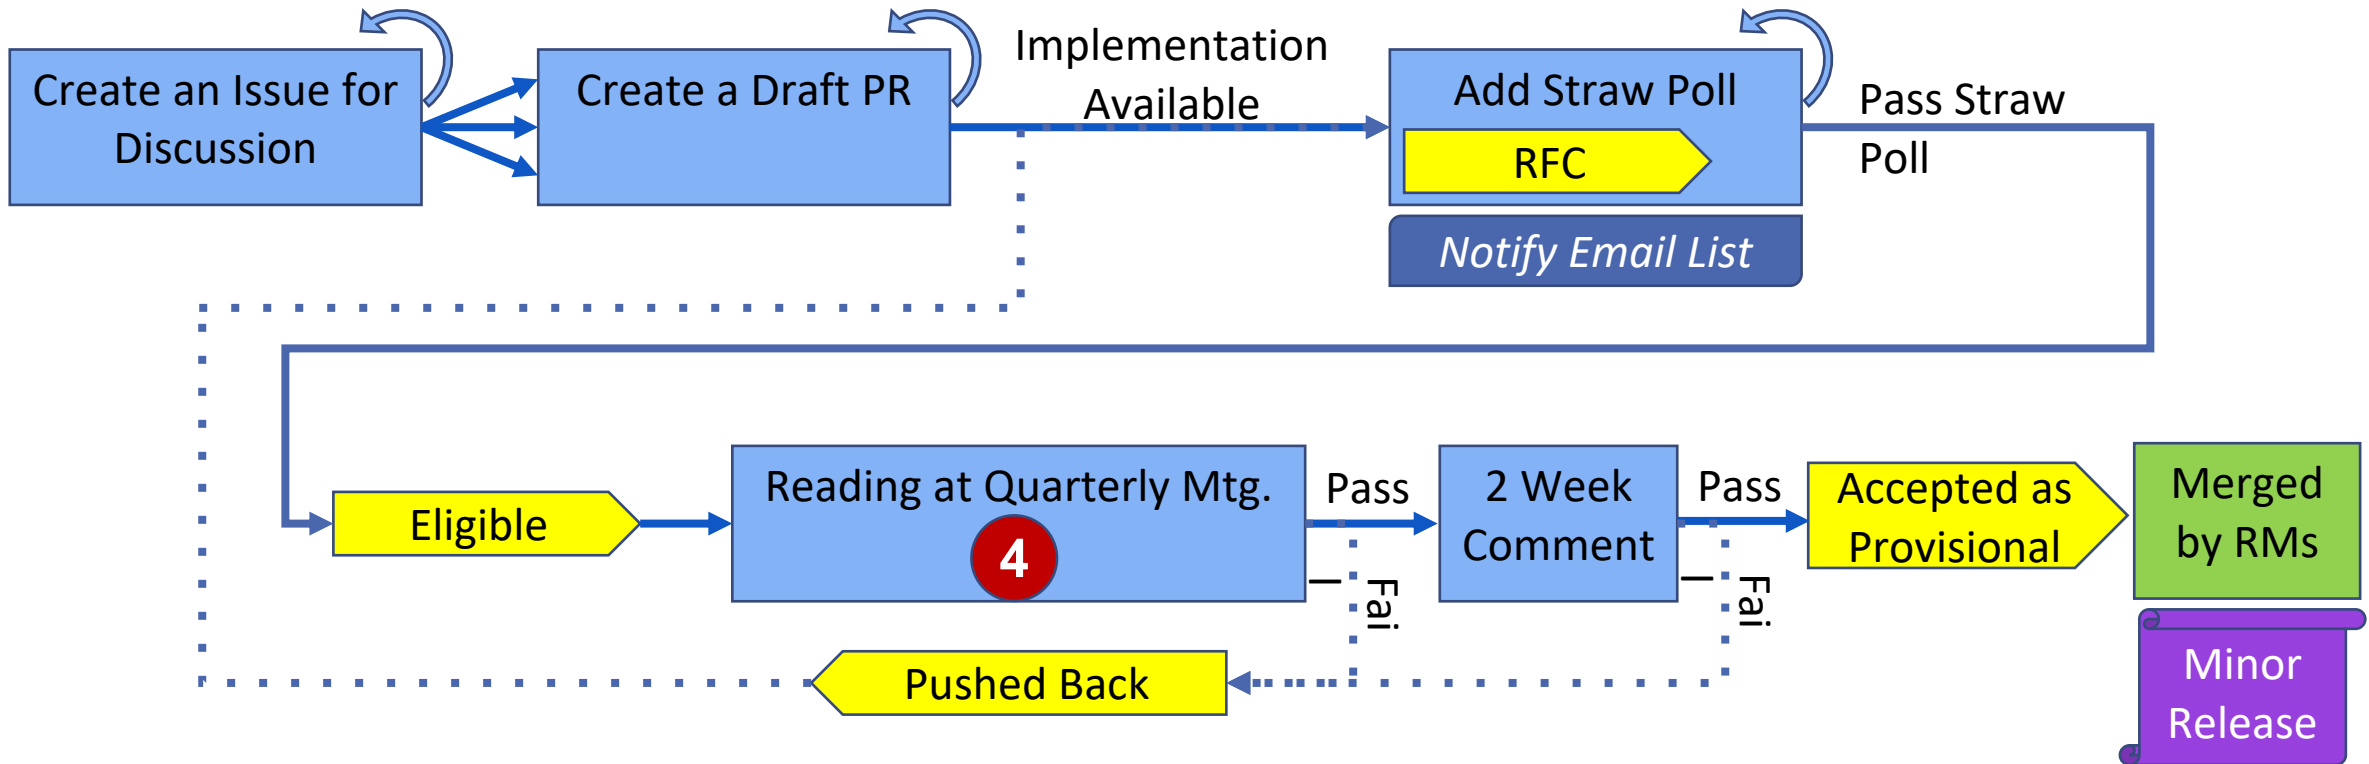 Create an Issue for
Discussion
Create a Draft PR
Implementation
Available
Add Straw Poll
RFC
Notify Email List
Pass Straw
Poll
Eligible
Reading at Quarterly Mtg.
4
Pass
Fai
l
2 Week
Comment
Pass
Fai
l
Accepted as
Provisional
Merged
by RMs
Pushed Back
Minor
Release